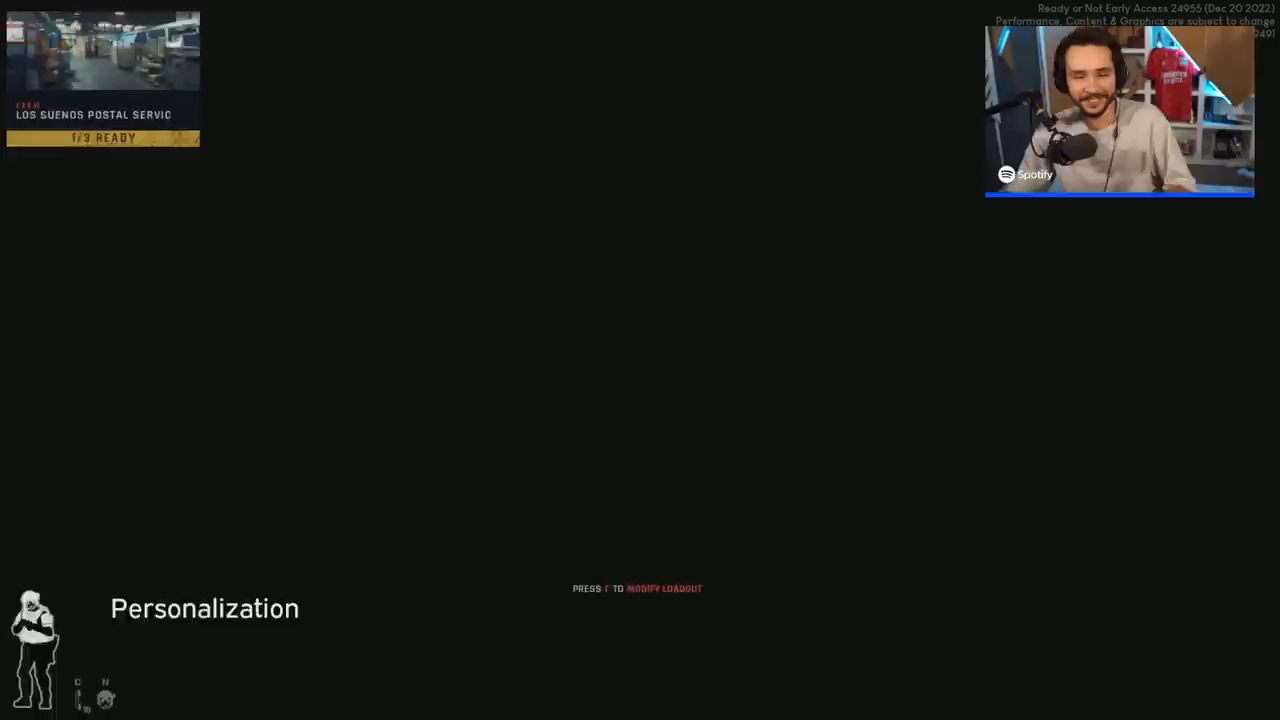 Ready or Not Early Access 24955 (Dec 20 2022)
Performance, Content & Graphics are subject to change
9491
LOS SUENOS POSTAL SERVIC
1/3 READY
Spotify
PRESS F TO MODIFY LOADOUT
Personalization
C N